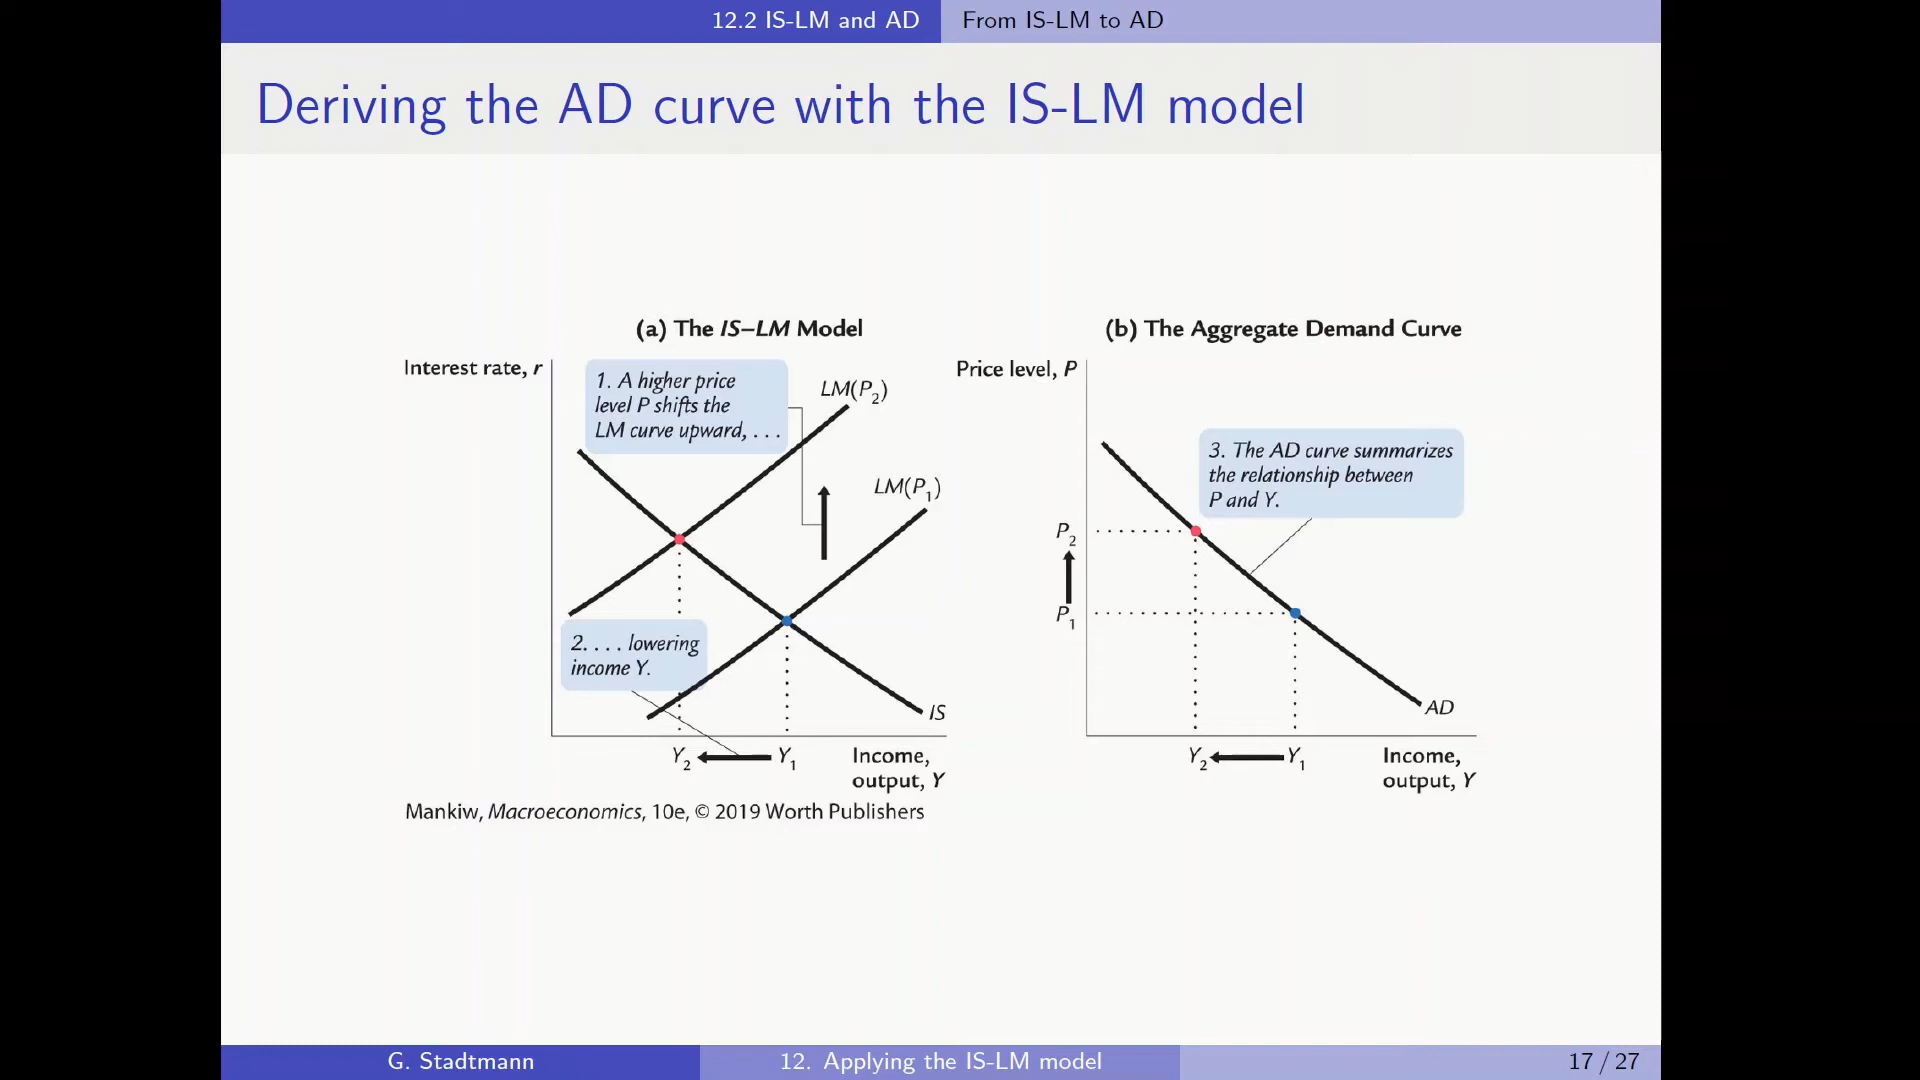 12.2 IS-LM and AD
From IS-LM to AD
Deriving the AD curve with the IS-LM model
(a) The IS–LM Model
Interest rate, r
1. A higher price
level P shifts the
LM curve upward, . . .
LM(P2)
LM(P1)
2. . . . lowering
income Y.
IS
Y2
Y1
Income,
output, Y
(b) The Aggregate Demand Curve
Price level, P
3. The AD curve summarizes
the relationship between
P and Y.
P2
P1
AD
Y2
Y1
Income,
output, Y
Mankiw, Macroeconomics, 10e, © 2019 Worth Publishers
G. Stadtmann
12. Applying the IS-LM model
17 / 27